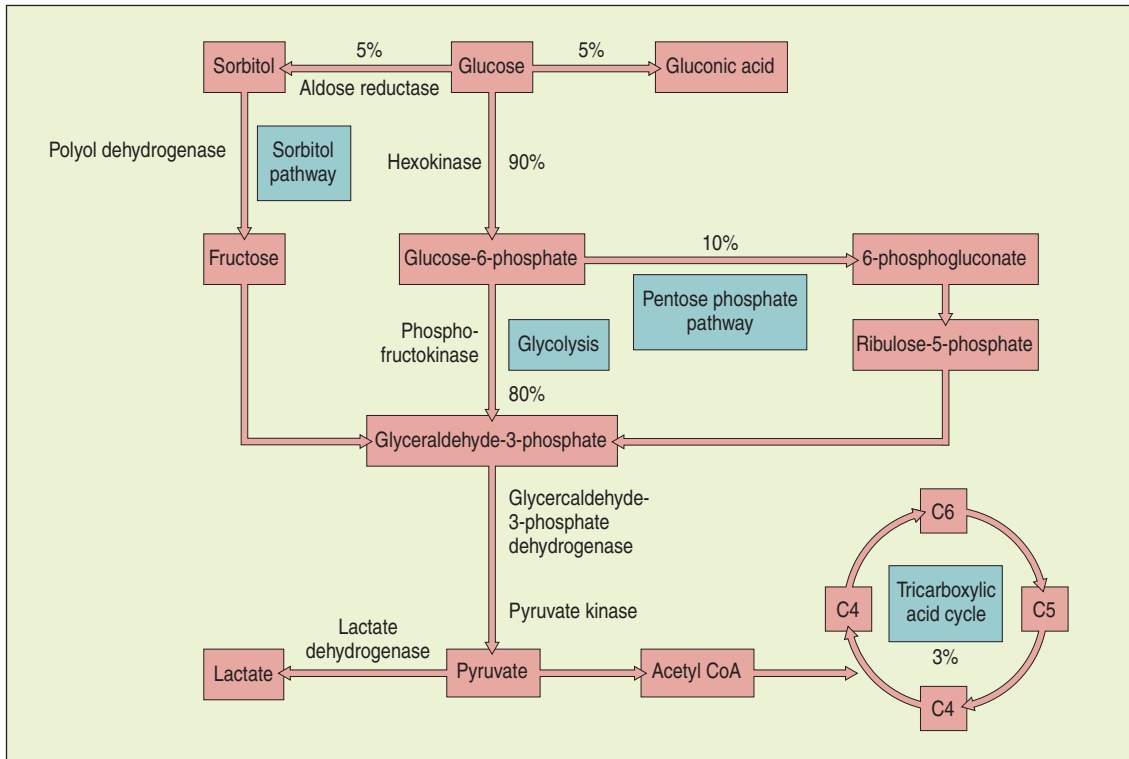 5%
5%
Sorbitol
Glucose
Gluconic acid
Aldose reductase
Polyol dehydrogenase
Sorbitol
pathway
Hexokinase
90%
Fructose
Glucose-6-phosphate
10%
6-phosphogluconate
Pentose phosphate
pathway
Phospho-
fructokinase
Glycolysis
Ribulose-5-phosphate
80%
Glyceraldehyde-3-phosphate
Glycercaldehyde-
3-phosphate
dehydrogenase
C6
Tricarboxylic
acid cycle
C4
C5
3%
Pyruvate kinase
Lactate
dehydrogenase
Lactate
Pyruvate
Acetyl CoA
C4